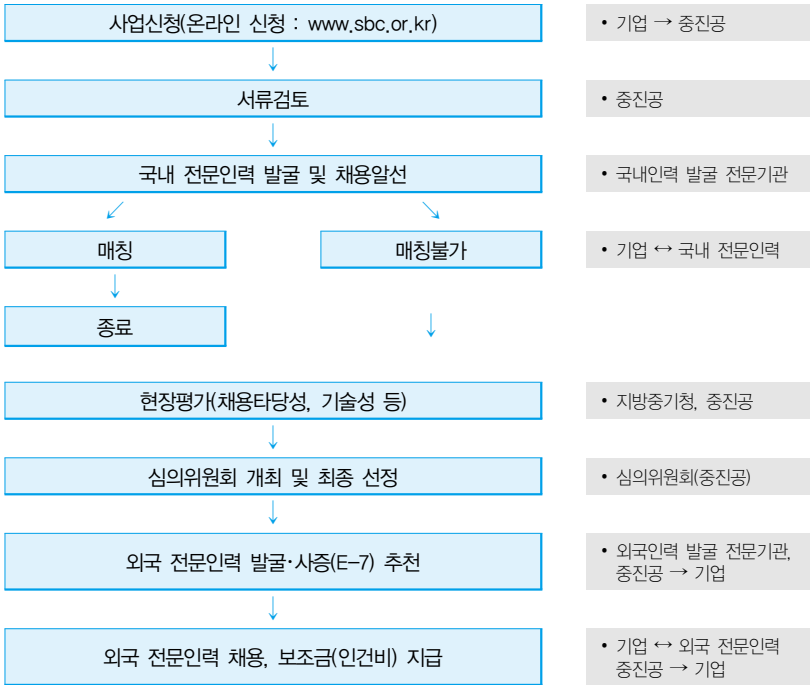 사업신청(온라인 신청 : www.sbc.or.kr)
• 기업 → 중진공
서류검토
• 중진공
국내 전문인력 발굴 및 채용알선
• 국내인력 발굴 전문기관
매칭
매칭불가
• 기업 ↔ 국내 전문인력
종료
현장평가(채용타당성, 기술성 등)
• 지방중기청, 중진공
심의위원회 개최 및 최종 선정
• 심의위원회(중진공)
외국 전문인력 발굴·사증(E-7) 추천
• 외국인력 발굴 전문기관,
중진공 → 기업
외국 전문인력 채용, 보조금(인건비) 지급
• 기업 ↔ 외국 전문인력
중진공 → 기업